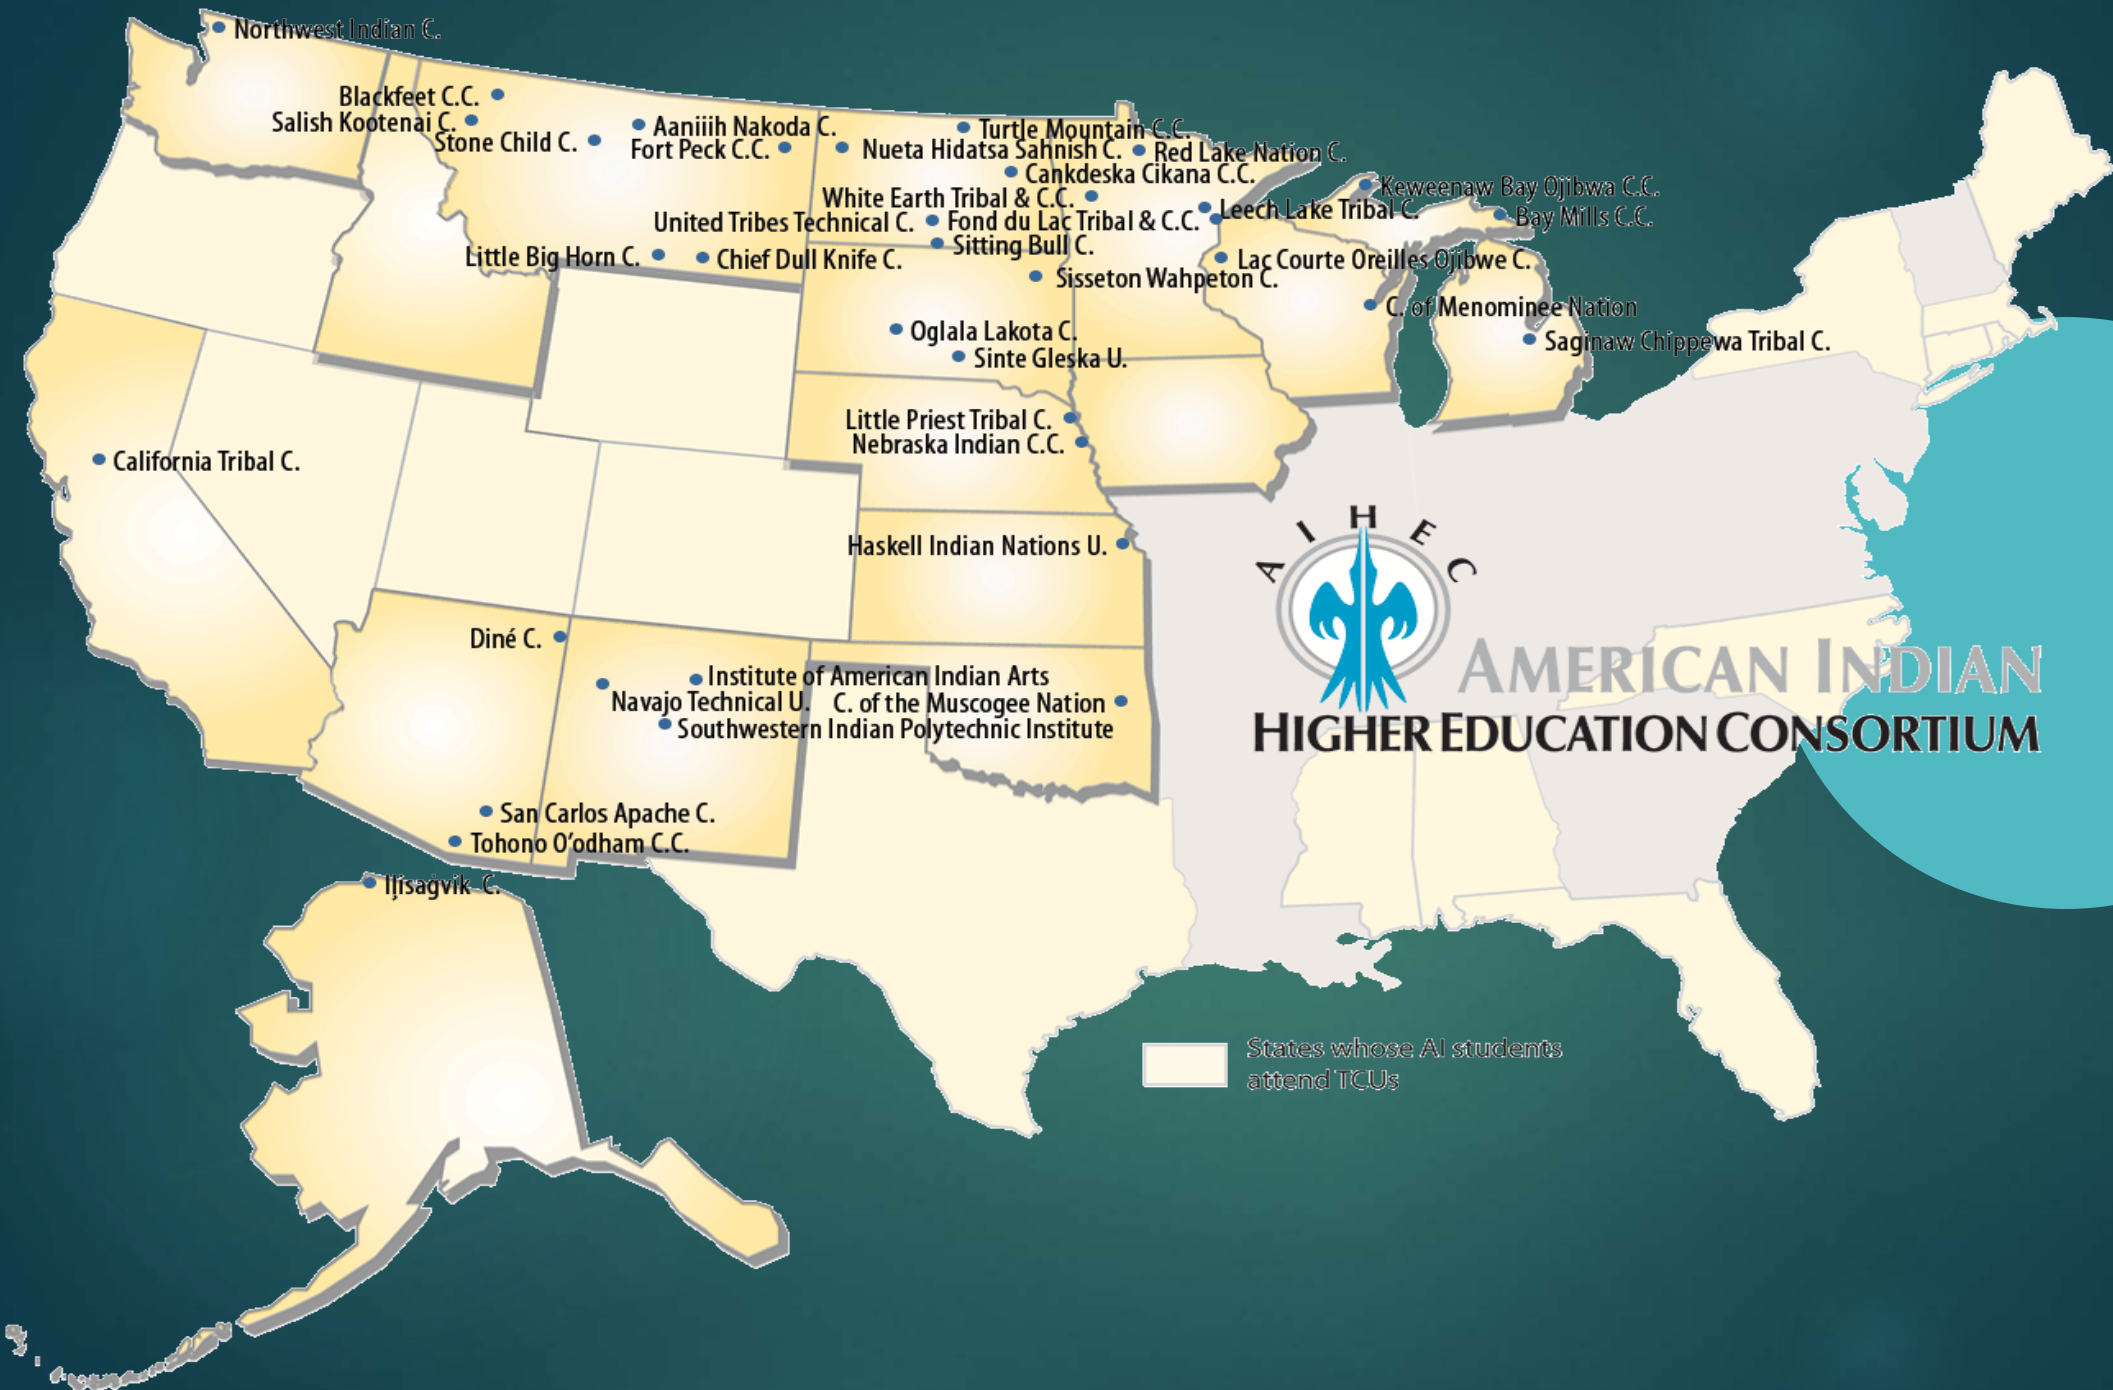 Northwest Indian C.
Blackfeet C.C.
Salish Kootenai C.
Stone Child C.
Aaniiih Nakoda C.
Fort Peck C.C.
Turtle Mountain C.C.
Nueta Hidatsa Sahnish C.
Red Lake Nation C.
Cankdeska Cikana C.C.
White Earth Tribal & C.C.
Keweenaw Bay Ojibwa C.C.
Leech Lake Tribal C.
Bay Mills C.C.
United Tribes Technical C.
Fond du Lac Tribal & C.C.
Sitting Bull C.
Little Big Horn C.
Chief Dull Knife C.
Lac Courte Oreilles Ojibwe C.
Sisseton Wahpeton C.
C. of Menominee Nation
Oglala Lakota C.
Saginaw Chippewa Tribal C.
Sinte Gleska U.
Little Priest Tribal C.
Nebraska Indian C.C.
California Tribal C.
Haskell Indian Nations U.
AIHEC
AMERICAN INDIAN
HIGHER EDUCATION CONSORTIUM
Diné C.
Institute of American Indian Arts
Navajo Technical U.
C. of the Muscogee Nation
Southwestern Indian Polytechnic Institute
San Carlos Apache C.
Tohono O'odham C.C.
Iḷisaġvik C.
States whose AI students
attend TCUs